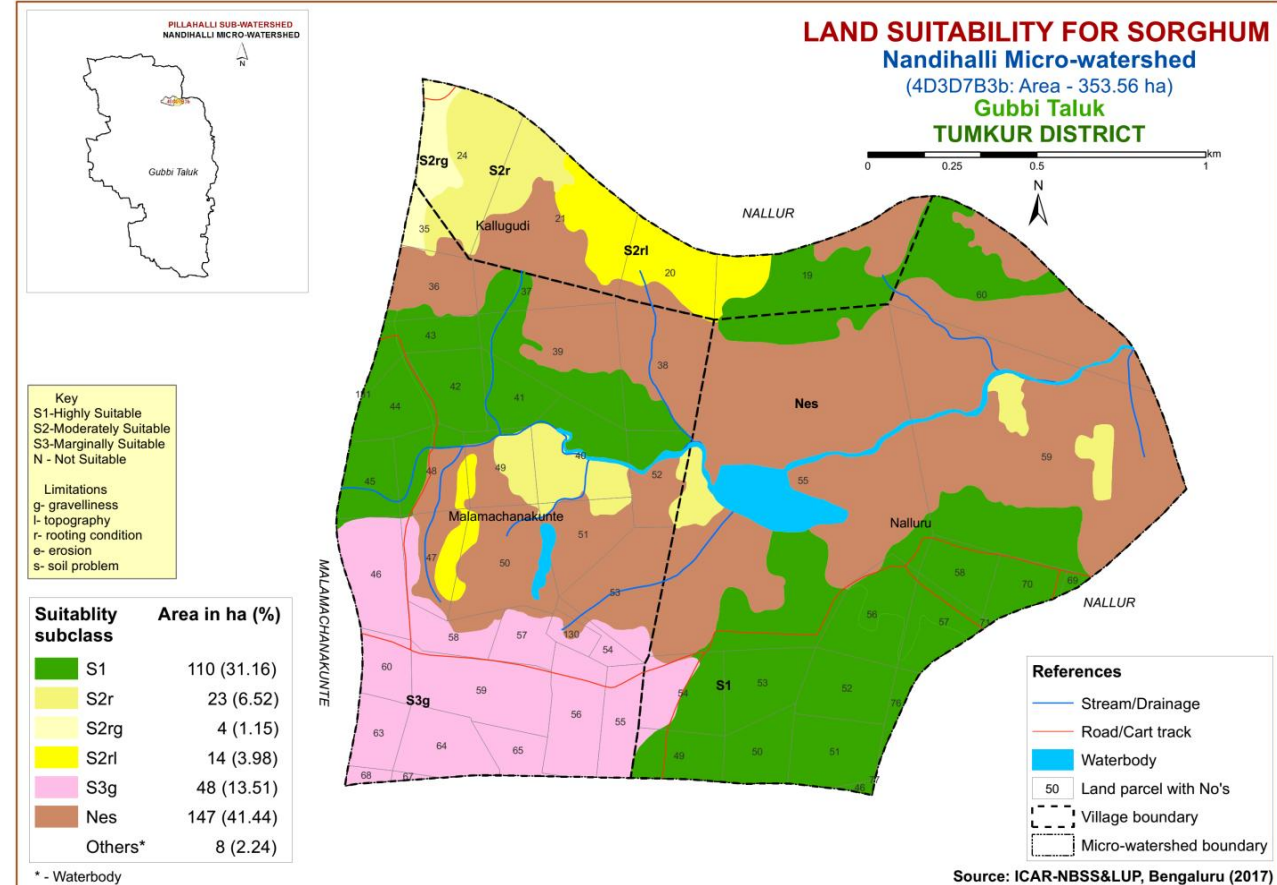 PILLAHALLI SUB-WATERSHED
NANDIHALLI MICRO-WATERSHED
N
Gubbi Taluk
LAND SUITABILITY FOR SORGHUM
Nandihalli Micro-watershed
(4D3D7B3b: Area - 353.56 ha)
Gubbi Taluk
TUMKUR DISTRICT
km
0 0.25 0.5 1
N
NALLUR
S2rg
24
S2r
35
Kallugudi
21
S2rl
20
19
60
36
37
43
39
38
42
41
44
Nes
45
48
49
40
52
55
59
Malamachanakunte
Nalluru
51
47
50
46
53
58
70
69
NALLUR
MALAMACHANAKUNTE
56
57
71
58
57
130
54
60
59
S3g
54
S1
53
52
76
56
55
63
64
65
49
50
51
68
67
46
77
Key
S1-Highly Suitable
S2-Moderately Suitable
S3-Marginally Suitable
N - Not Suitable
Limitations
g- gravelliness
l- topography
r- rooting condition
e- erosion
s- soil problem
Suitablity subclass Area in ha (%)
S1 110 (31.16)
S2r 23 (6.52)
S2rg 4 (1.15)
S2rl 14 (3.98)
S3g 48 (13.51)
Nes 147 (41.44)
Others* 8 (2.24)
* - Waterbody
References
Stream/Drainage
Road/Cart track
Waterbody
50 Land parcel with No's
Village boundary
Micro-watershed boundary
Source: ICAR-NBSS&LUP, Bengaluru (2017)